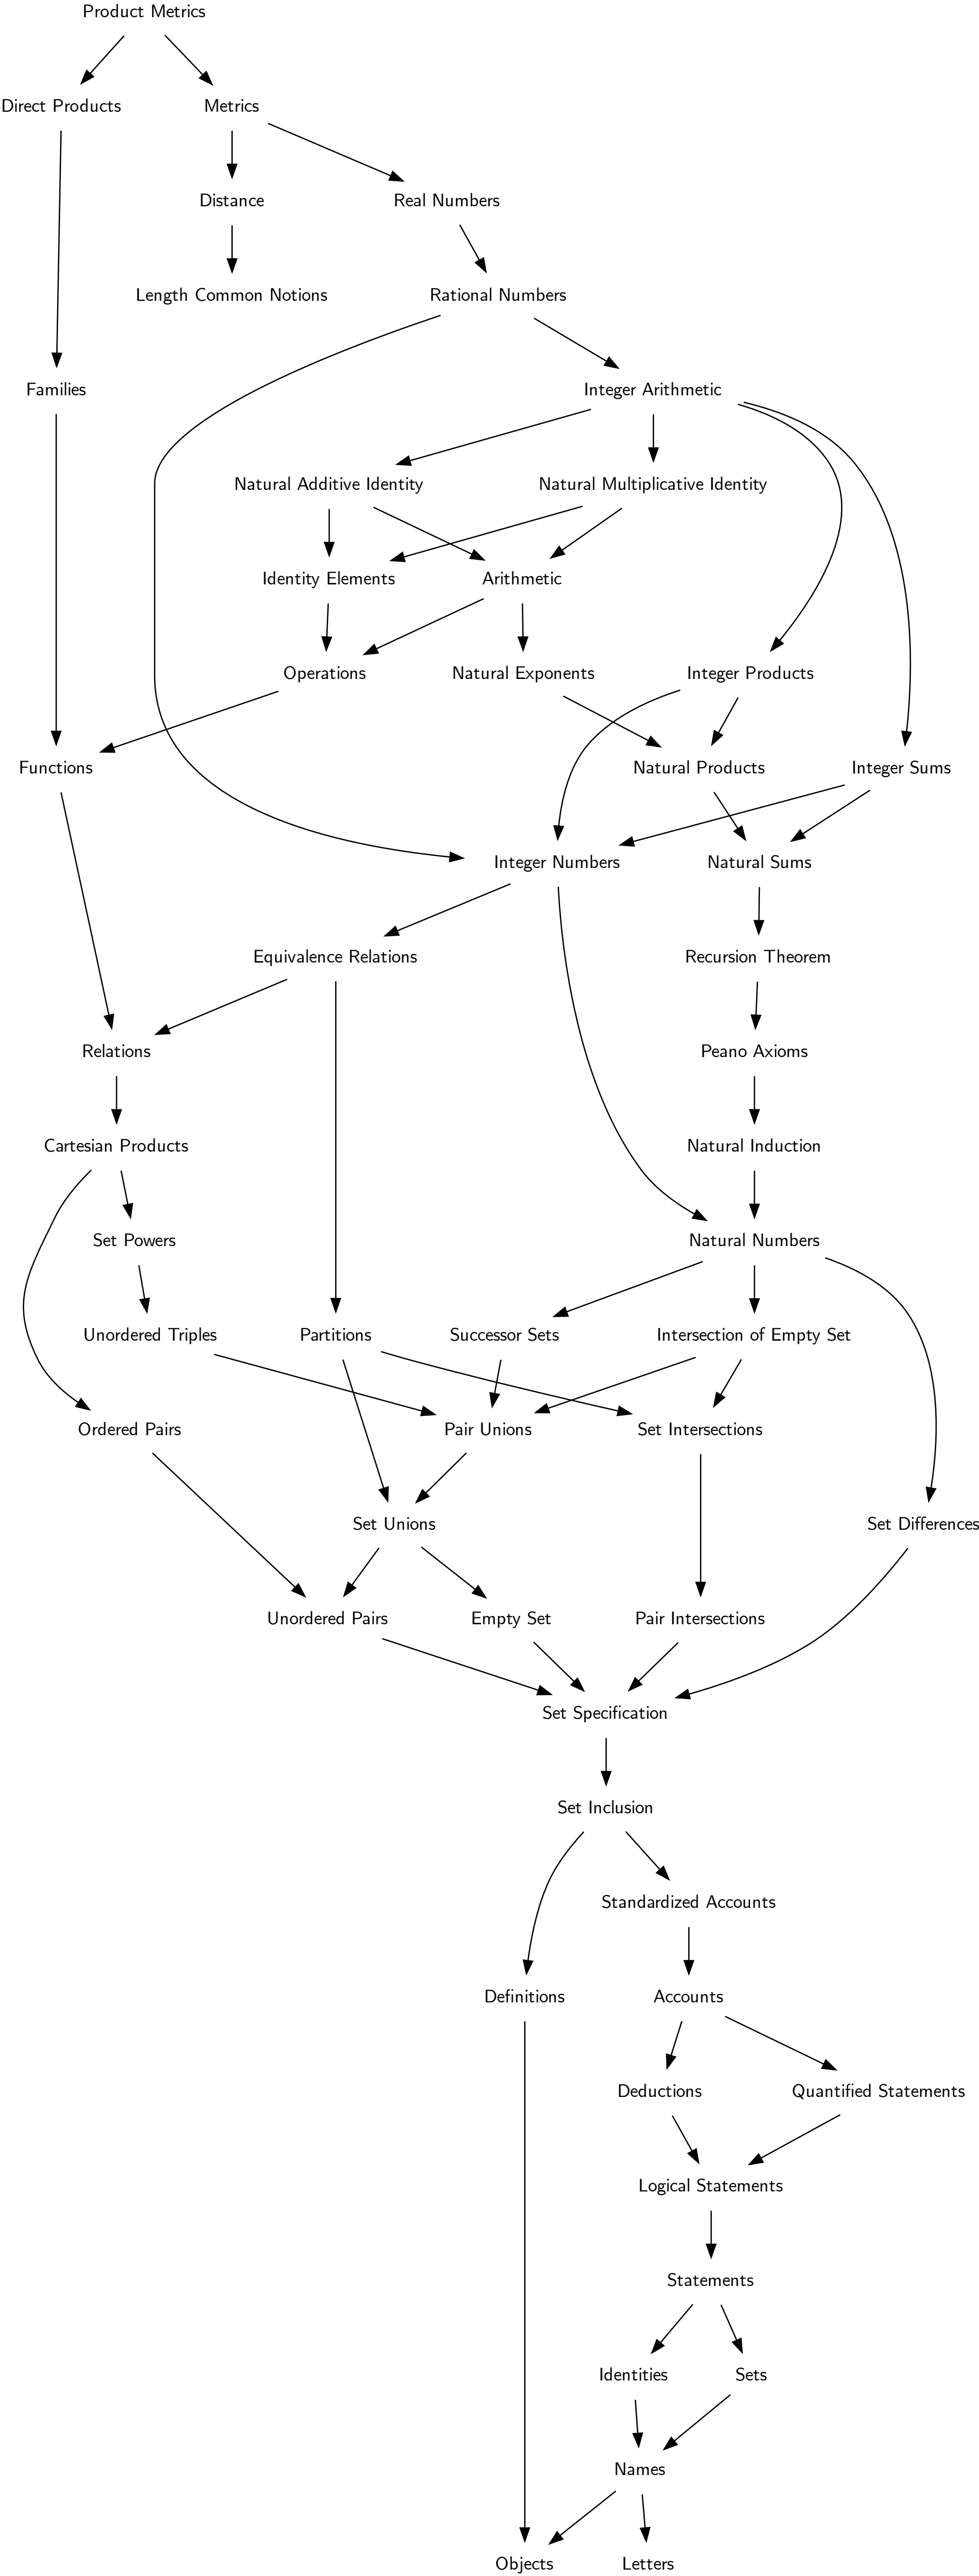 Product Metrics
Direct Products
Metrics
Distance
Real Numbers
Length Common Notions
Rational Numbers
Families
Integer Arithmetic
Natural Additive Identity
Natural Multiplicative Identity
Identity Elements
Arithmetic
Operations
Natural Exponents
Integer Products
Functions
Natural Products
Integer Sums
Integer Numbers
Natural Sums
Equivalence Relations
Recursion Theorem
Relations
Peano Axioms
Cartesian Products
Natural Induction
Set Powers
Natural Numbers
Unordered Triples
Partitions
Successor Sets
Intersection of Empty Set
Ordered Pairs
Pair Unions
Set Intersections
Set Unions
Set Differences
Unordered Pairs
Empty Set
Pair Intersections
Set Specification
Set Inclusion
Standardized Accounts
Definitions
Accounts
Deductions
Quantified Statements
Logical Statements
Statements
Identities
Sets
Names
Objects
Letters